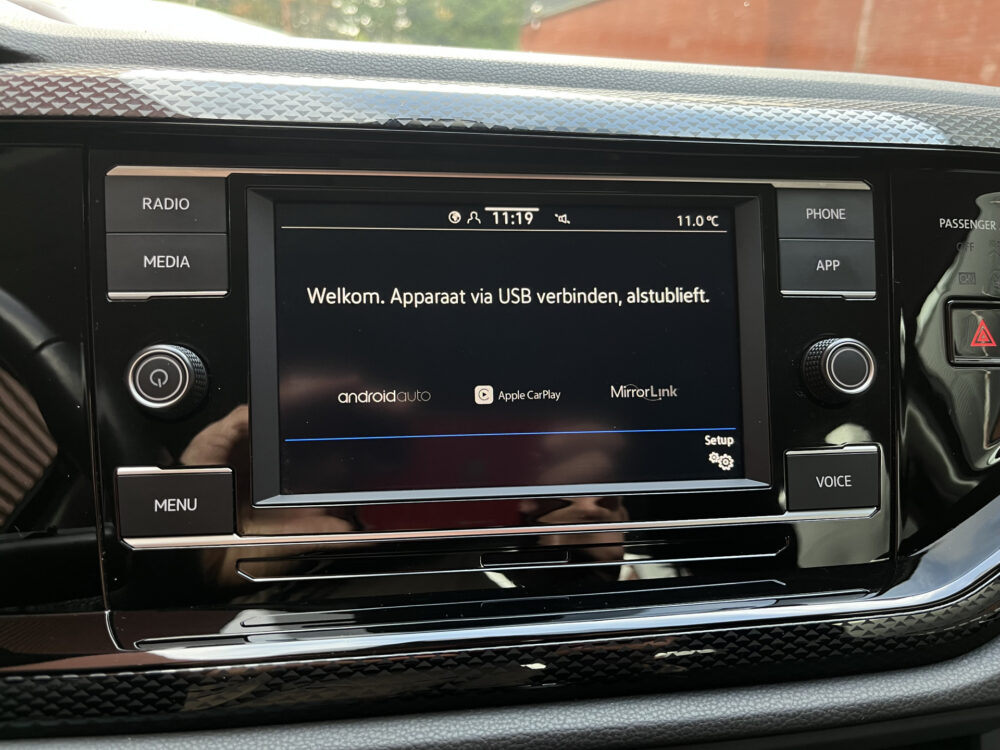 RADIO
MEDIA
MENU
11:19
11.0 °C
Welkom. Apparaat via USB verbinden, alstublieft.
androidauto
Apple CarPlay
MirrorLink
Setup
PHONE
APP
VOICE
PASSENGER
OFF